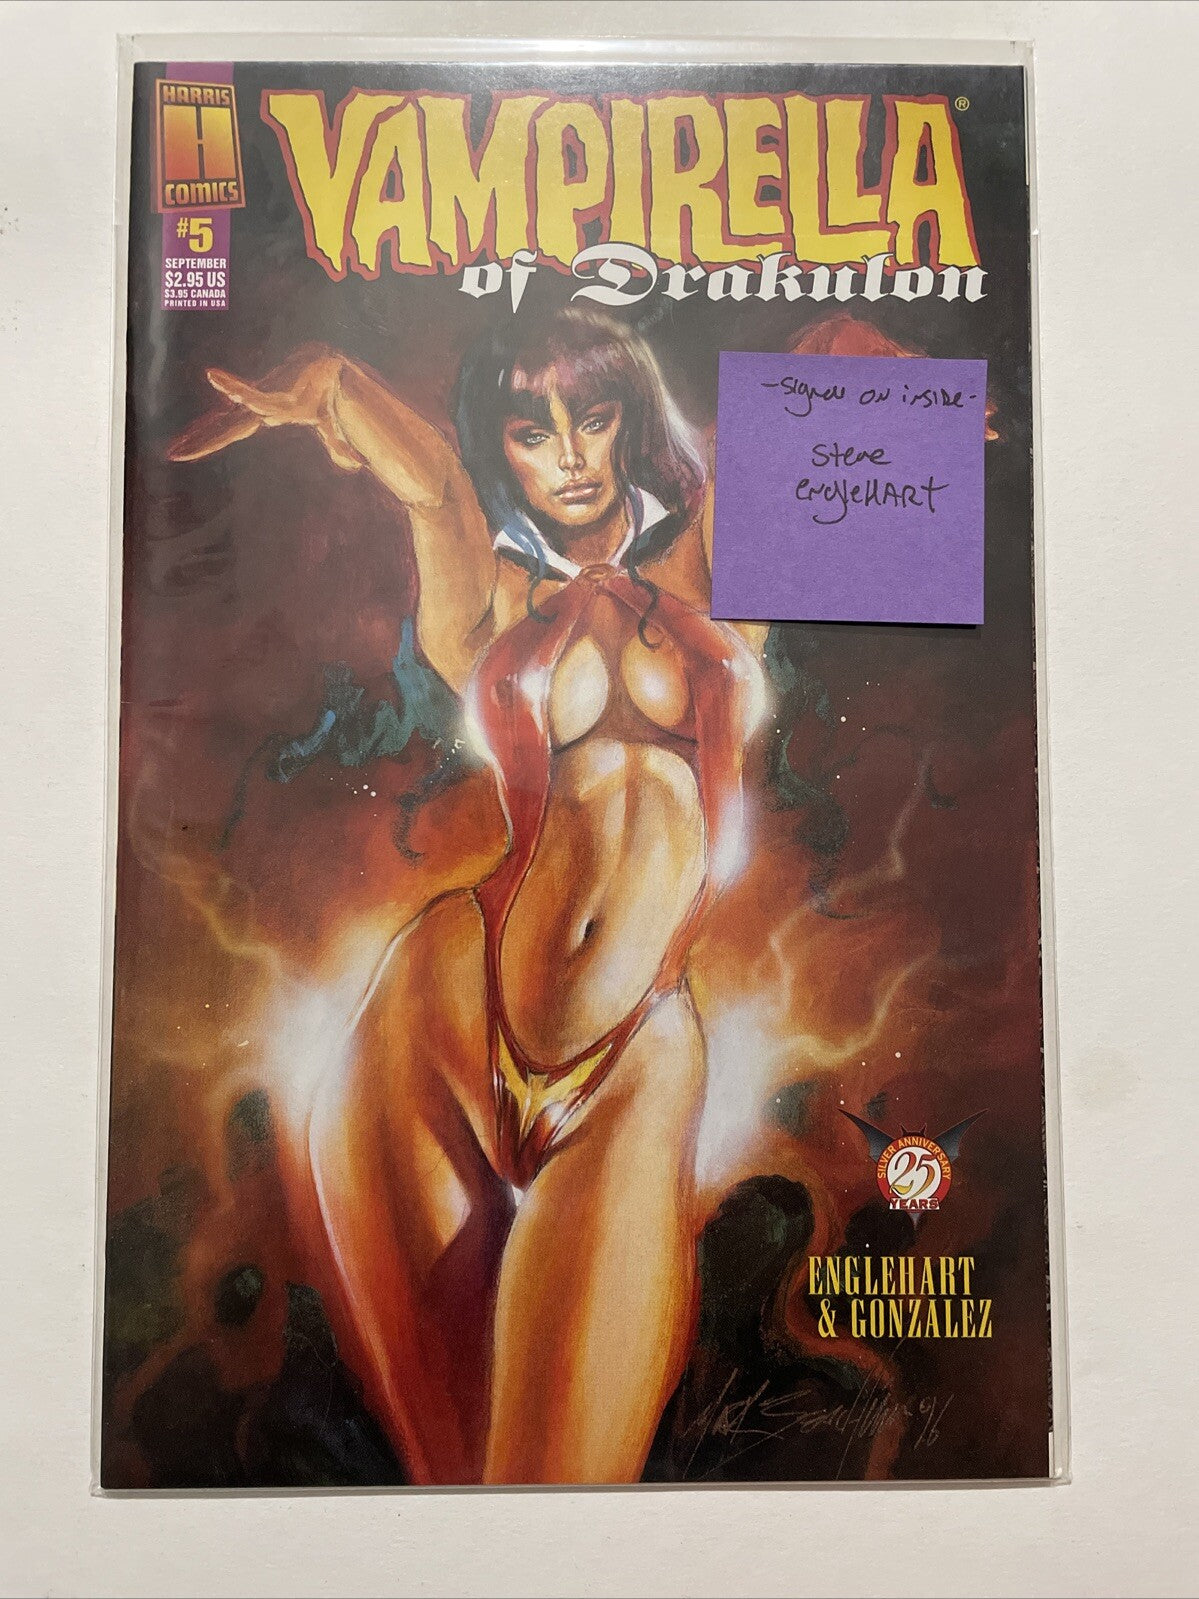 HARRIS
H
COMICS
#5
SEPTEMBER
$2.95 US
$3.95 CANADA
PRINTED IN USA
VAMPIRELLA®
of Drakulon
-signed on inside-
Steve
EnglehART
SILVER ANNIVERSARY
25
YEARS
ENGLEHART
& GONZALEZ
96